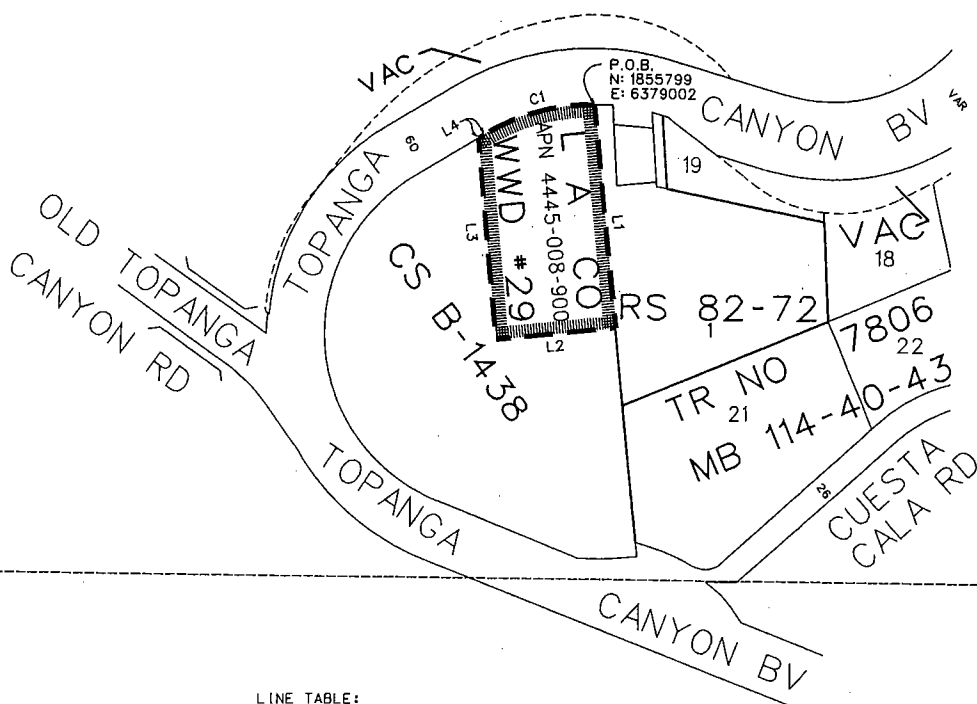 VAC
P.O.B.
N: 1855799
E: 6379002
C1
L4
CANYON BV
VAR
TOPANGA
60
L A CO
APN 4445-008-900
WWD #29
L1
L3
L2
19
VAC
18
OLD TOPANGA
CANYON RD
CS B-1438
RS 82-72
1
7806
22
TR NO
21
MB 114-40-43
TOPANGA
26
CUESTA
CALA RD
CANYON BV
LINE TABLE: